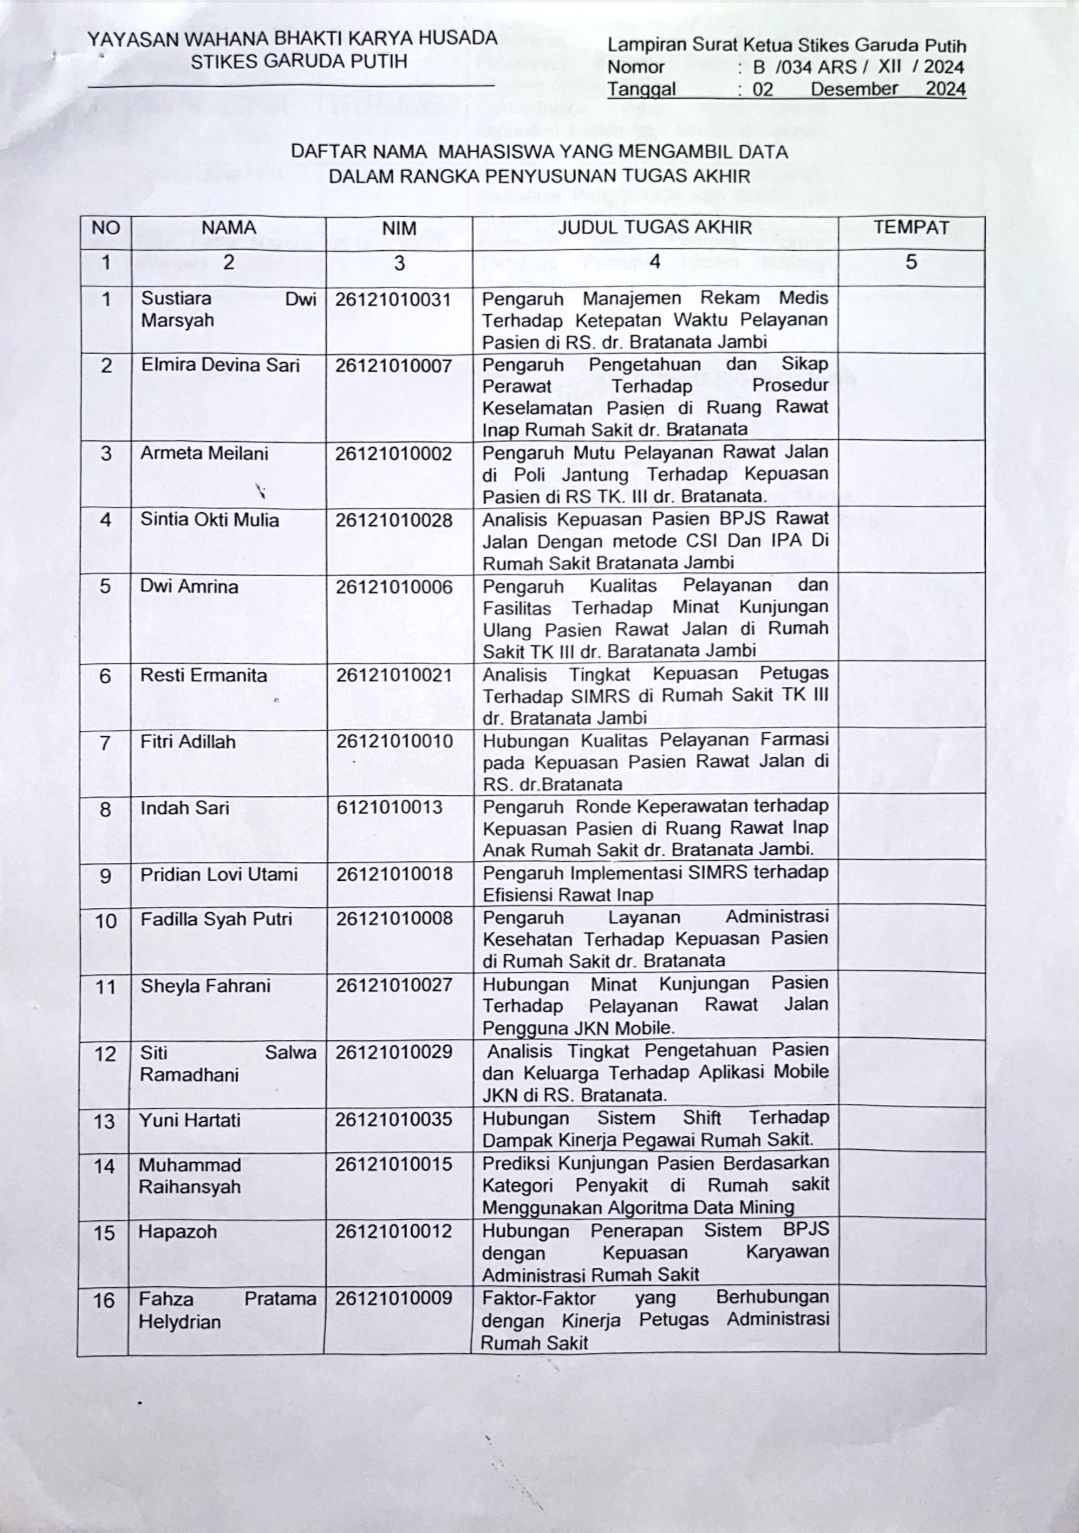 YAYASAN WAHANA BHAKTI KARYA HUSADA
STIKES GARUDA PUTIH
Lampiran Surat Ketua Stikes Garuda Putih
Nomor : B /034 ARS / XII / 2024
Tanggal : 02 Desember 2024
DAFTAR NAMA MAHASISWA YANG MENGAMBIL DATA
DALAM RANGKA PENYUSUNAN TUGAS AKHIR
NO NAMA NIM JUDUL TUGAS AKHIR TEMPAT
1 2 3 4 5
1 Sustiara Dwi 26121010031 Pengaruh Manajemen Rekam Medis
Marsyah Terhadap Ketepatan Waktu Pelayanan
Pasien di RS. dr. Bratanata Jambi
2 Elmira Devina Sari 26121010007 Pengaruh Pengetahuan dan Sikap
Perawat Terhadap Prosedur
Keselamatan Pasien di Ruang Rawat
Inap Rumah Sakit dr. Bratanata
3 Armeta Meilani 26121010002 Pengaruh Mutu Pelayanan Rawat Jalan
di Poli Jantung Terhadap Kepuasan
Pasien di RS TK. III dr. Bratanata.
4 Sintia Okti Mulia 26121010028 Analisis Kepuasan Pasien BPJS Rawat
Jalan Dengan metode CSI Dan IPA Di
Rumah Sakit Bratanata Jambi
5 Dwi Amrina 26121010006 Pengaruh Kualitas Pelayanan dan
Fasilitas Terhadap Minat Kunjungan
Ulang Pasien Rawat Jalan di Rumah
Sakit TK III dr. Baratanata Jambi
6 Resti Ermanita 26121010021 Analisis Tingkat Kepuasan Petugas
Terhadap SIMRS di Rumah Sakit TK III
dr. Bratanata Jambi
7 Fitri Adillah 26121010010 Hubungan Kualitas Pelayanan Farmasi
pada Kepuasan Pasien Rawat Jalan di
RS. dr.Bratanata
8 Indah Sari 6121010013 Pengaruh Ronde Keperawatan terhadap
Kepuasan Pasien di Ruang Rawat Inap
Anak Rumah Sakit dr. Bratanata Jambi.
9 Pridian Lovi Utami 26121010018 Pengaruh Implementasi SIMRS terhadap
Efisiensi Rawat Inap
10 Fadilla Syah Putri 26121010008 Pengaruh Layanan Administrasi
Kesehatan Terhadap Kepuasan Pasien
di Rumah Sakit dr. Bratanata
11 Sheyla Fahrani 26121010027 Hubungan Minat Kunjungan Pasien
Terhadap Pelayanan Rawat Jalan
Pengguna JKN Mobile.
12 Siti Salwa 26121010029 Analisis Tingkat Pengetahuan Pasien
Ramadhani dan Keluarga Terhadap Aplikasi Mobile
JKN di RS. Bratanata.
13 Yuni Hartati 26121010035 Hubungan Sistem Shift Terhadap
Dampak Kinerja Pegawai Rumah Sakit.
14 Muhammad 26121010015 Prediksi Kunjungan Pasien Berdasarkan
Raihansyah Kategori Penyakit di Rumah sakit
Menggunakan Algoritma Data Mining
15 Hapazoh 26121010012 Hubungan Penerapan Sistem BPJS
dengan Kepuasan Karyawan
Administrasi Rumah Sakit
16 Fahza Pratama 26121010009 Faktor-Faktor yang Berhubungan
Helydrian dengan Kinerja Petugas Administrasi
Rumah Sakit